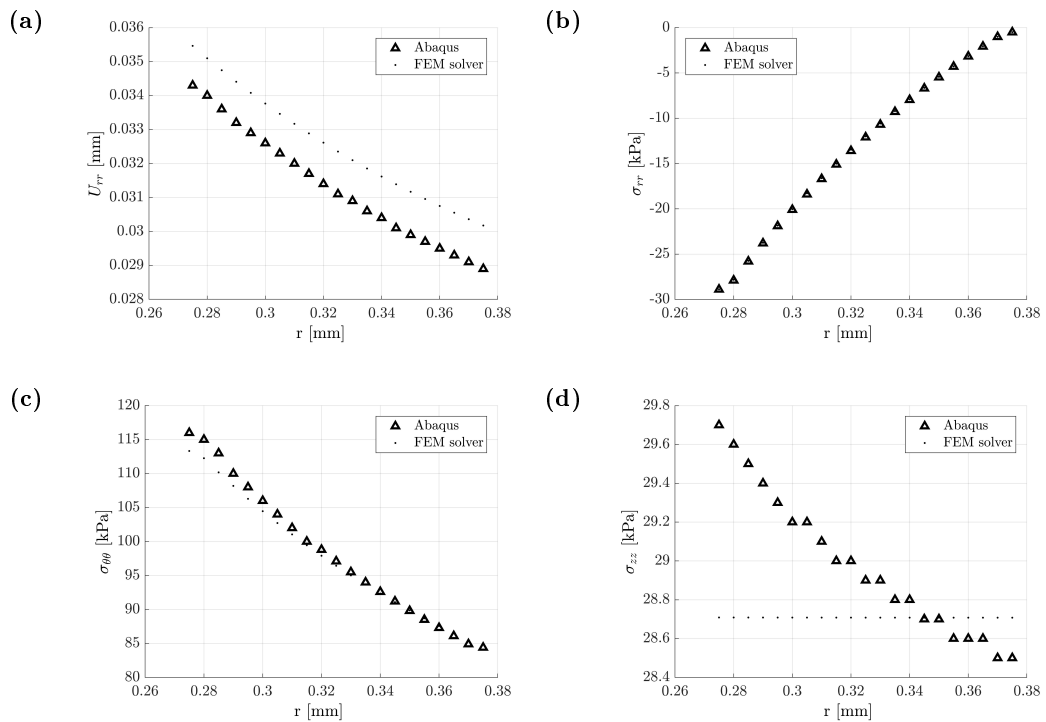 (a)
0.036
0.035
0.034
0.033
0.032
0.031
0.03
0.029
0.028
U_rr [mm]
Abaqus
FEM solver
0.26 0.28 0.3 0.32 0.34 0.36 0.38
r [mm]
(b)
0
-5
-10
-15
-20
-25
-30
σ_rr [kPa]
Abaqus
FEM solver
0.26 0.28 0.3 0.32 0.34 0.36 0.38
r [mm]
(c)
120
115
110
105
100
95
90
85
80
σ_θθ [kPa]
Abaqus
FEM solver
0.26 0.28 0.3 0.32 0.34 0.36 0.38
r [mm]
(d)
29.8
29.6
29.4
29.2
29
28.8
28.6
28.4
σ_zz [kPa]
Abaqus
FEM solver
0.26 0.28 0.3 0.32 0.34 0.36 0.38
r [mm]